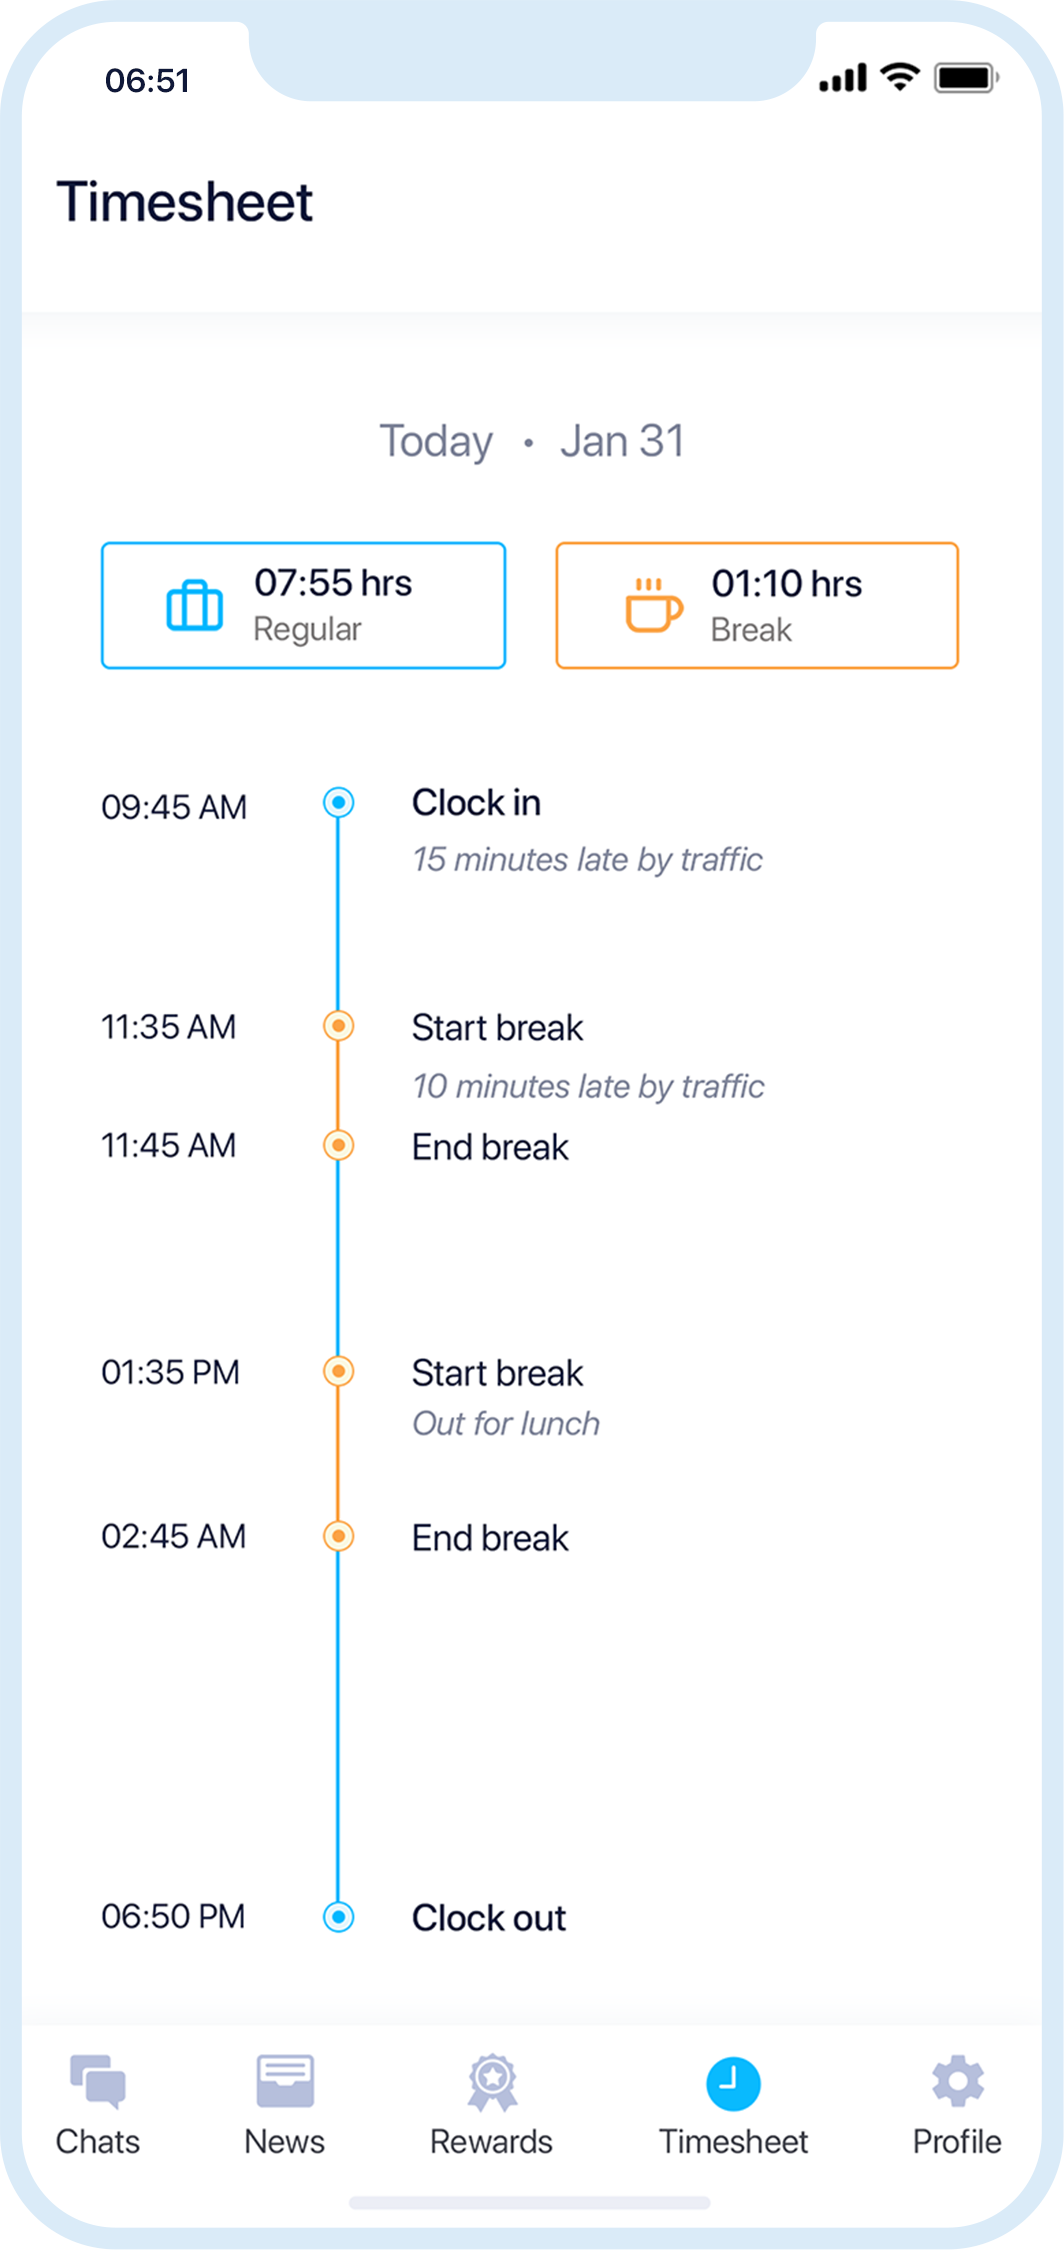 06:51
Timesheet
Today • Jan 31
07:55 hrs
Regular
01:10 hrs
Break
09:45 AM
Clock in
15 minutes late by traffic
11:35 AM
Start break
10 minutes late by traffic
11:45 AM
End break
01:35 PM
Start break
Out for lunch
02:45 AM
End break
06:50 PM
Clock out
Chats
News
Rewards
Timesheet
Profile